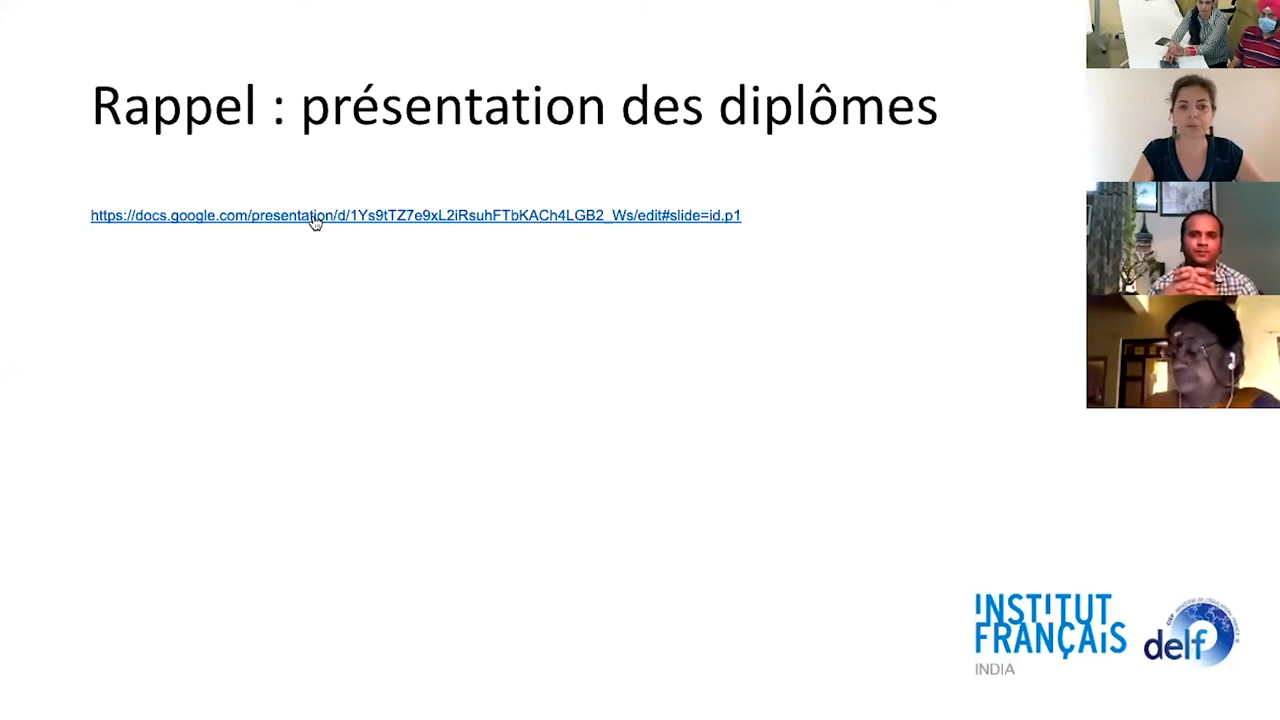 Rappel : présentation des diplômes
https://docs.google.com/presentation/d/1Ys9tTZ7e9xL2iRsuhFTbKACh4LGB2_Ws/edit#slide=id.p1
INSTITUT
FRANÇAIS
INDIA
delf